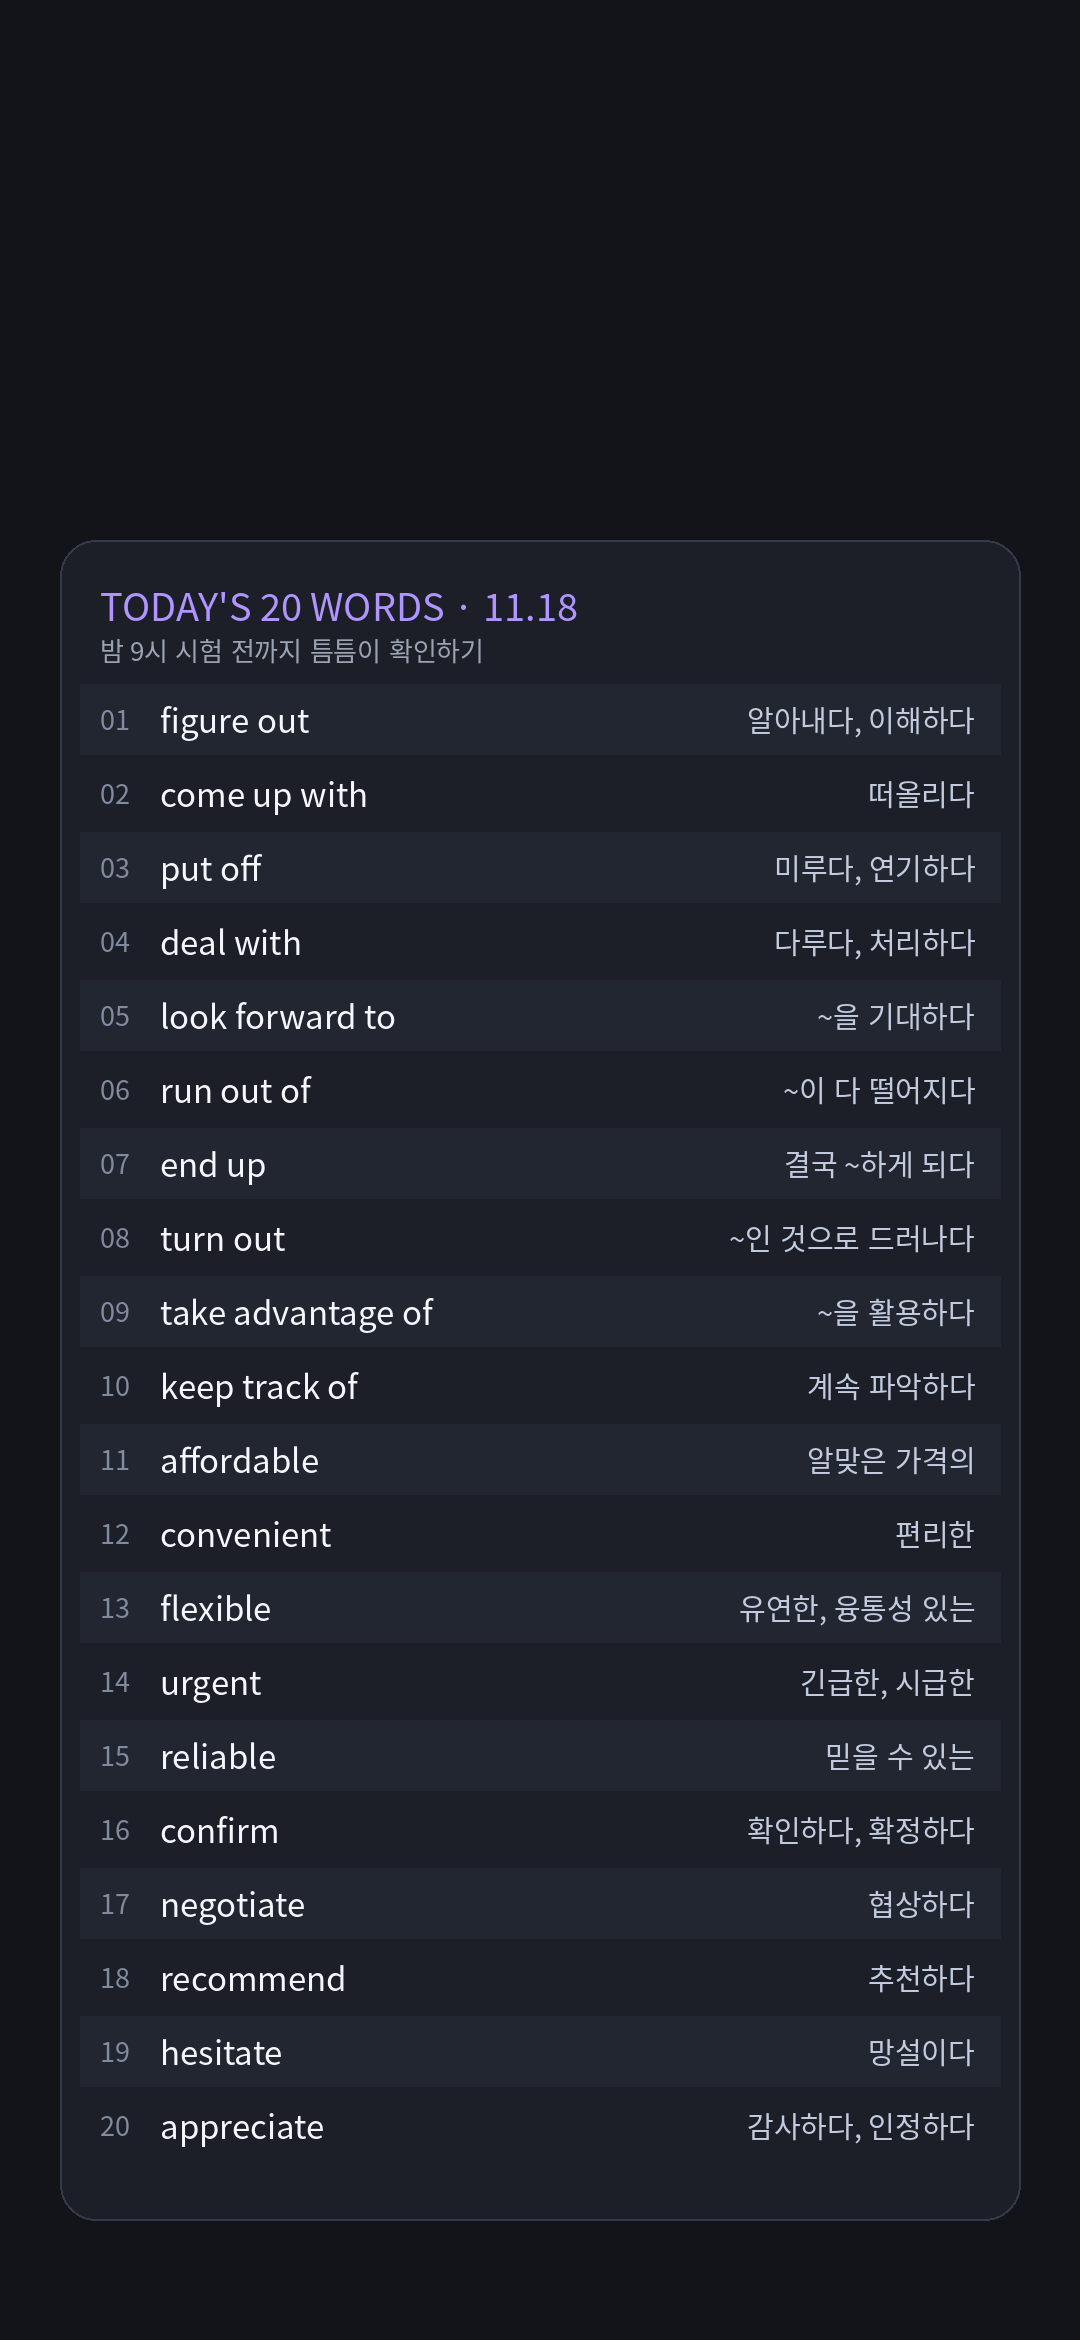 TODAY'S 20 WORDS · 11.18
밤 9시 시험 전까지 틈틈이 확인하기
01 figure out 알아내다, 이해하다
02 come up with 떠올리다
03 put off 미루다, 연기하다
04 deal with 다루다, 처리하다
05 look forward to ~을 기대하다
06 run out of ~이 다 떨어지다
07 end up 결국 ~하게 되다
08 turn out ~인 것으로 드러나다
09 take advantage of ~을 활용하다
10 keep track of 계속 파악하다
11 affordable 알맞은 가격의
12 convenient 편리한
13 flexible 유연한, 융통성 있는
14 urgent 긴급한, 시급한
15 reliable 믿을 수 있는
16 confirm 확인하다, 확정하다
17 negotiate 협상하다
18 recommend 추천하다
19 hesitate 망설이다
20 appreciate 감사하다, 인정하다